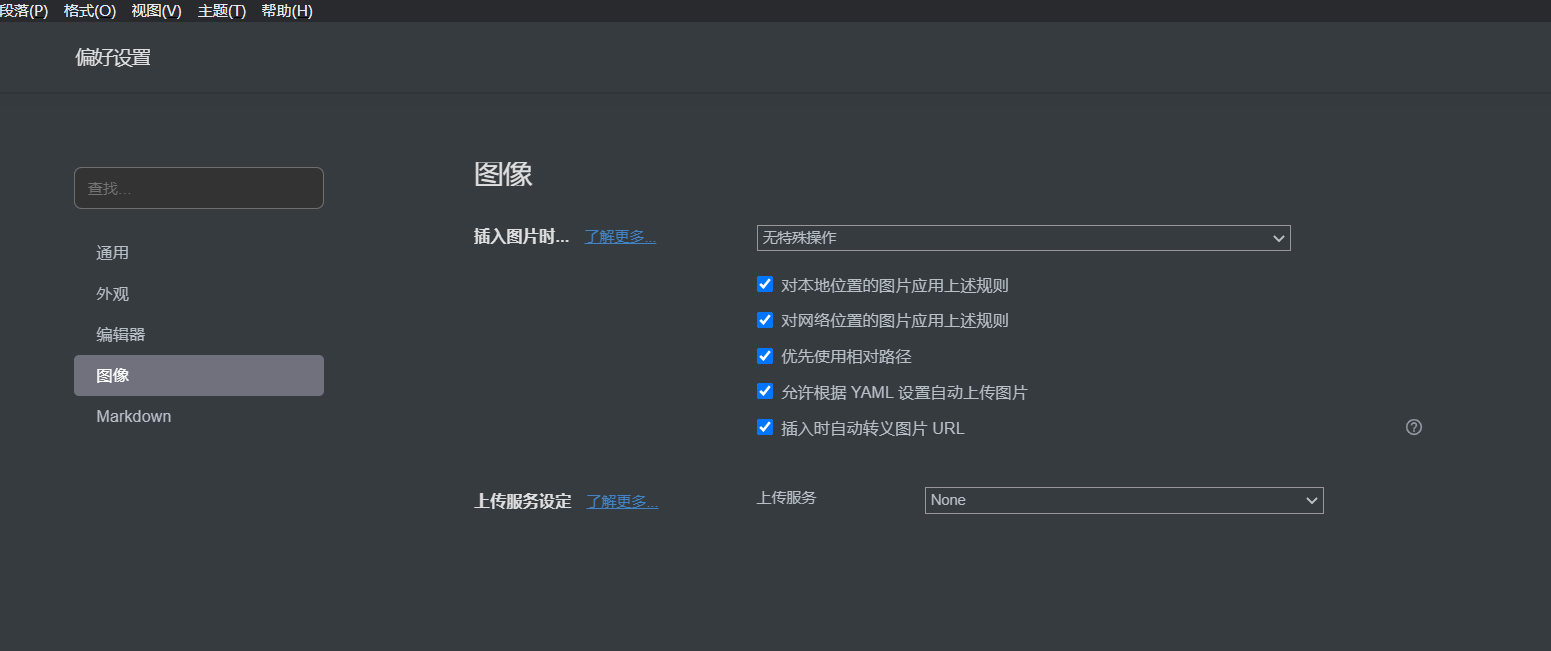 段落(P) 格式(O) 视图(V) 主题(T) 帮助(H)
偏好设置
查找...
通用
外观
编辑器
图像
Markdown
图像
插入图片时... 了解更多... 无特殊操作
对本地位置的图片应用上述规则
对网络位置的图片应用上述规则
优先使用相对路径
允许根据 YAML 设置自动上传图片
插入时自动转义图片 URL
上传服务设定 了解更多... 上传服务 None